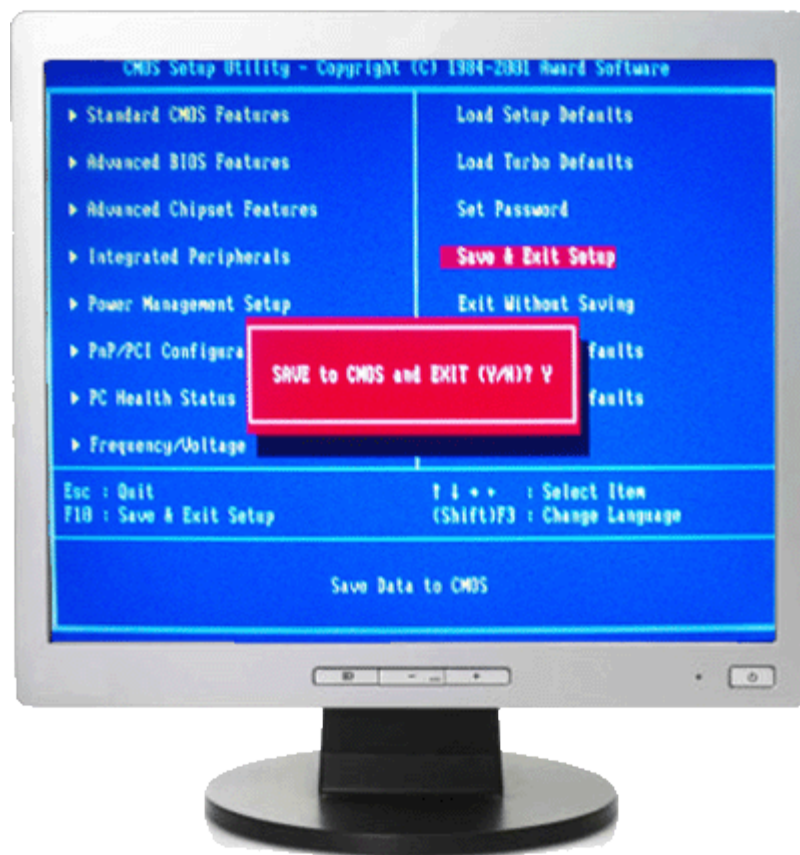 CMOS Setup Utility - Copyright (C) 1984-2001 Award Software
▸ Standard CMOS Features
▸ Advanced BIOS Features
▸ Advanced Chipset Features
▸ Integrated Peripherals
▸ Power Management Setup
▸ PnP/PCI Configura
▸ PC Health Status
▸ Frequency/Voltage
Load Setup Defaults
Load Turbo Defaults
Set Password
Save & Exit Setup
Exit Without Saving
faults
faults
SAVE to CMOS and EXIT (Y/N)? Y
Esc : Quit
F10 : Save & Exit Setup
↑ ↓ → ← : Select Item
(Shift)F3 : Change Language
Save Data to CMOS